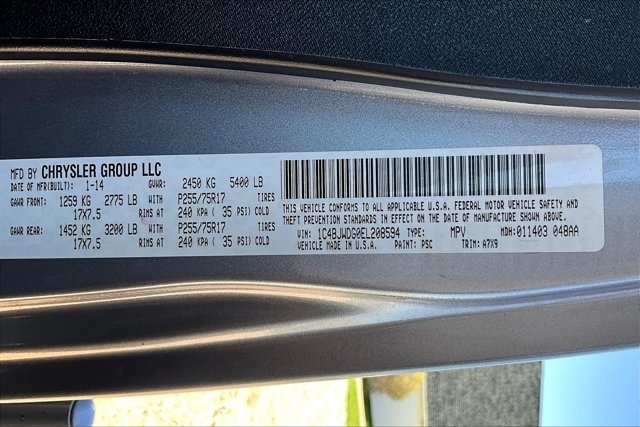 MFD BY CHRYSLER GROUP LLC
DATE OF MFR(BUILT): 1-14 GVWR: 2450 KG 5400 LB
GAWR FRONT: 1259 KG 2775 LB WITH P255/75R17 TIRES
17X7.5 RIMS AT 240 KPA ( 35 PSI) COLD
GAWR REAR: 1452 KG 3200 LB WITH P255/75R17 TIRES
17X7.5 RIMS AT 240 KPA ( 35 PSI) COLD
THIS VEHICLE CONFORMS TO ALL APPLICABLE U.S.A. FEDERAL MOTOR VEHICLE SAFETY AND
THEFT PREVENTION STANDARDS IN EFFECT ON THE DATE OF MANUFACTURE SHOWN ABOVE.
VIN: 1C4BJWDG0EL208594 TYPE: MPV MDH: 011403 048AA
VEHICLE MADE IN U.S.A. PAINT: PSC TRIM: A7X9